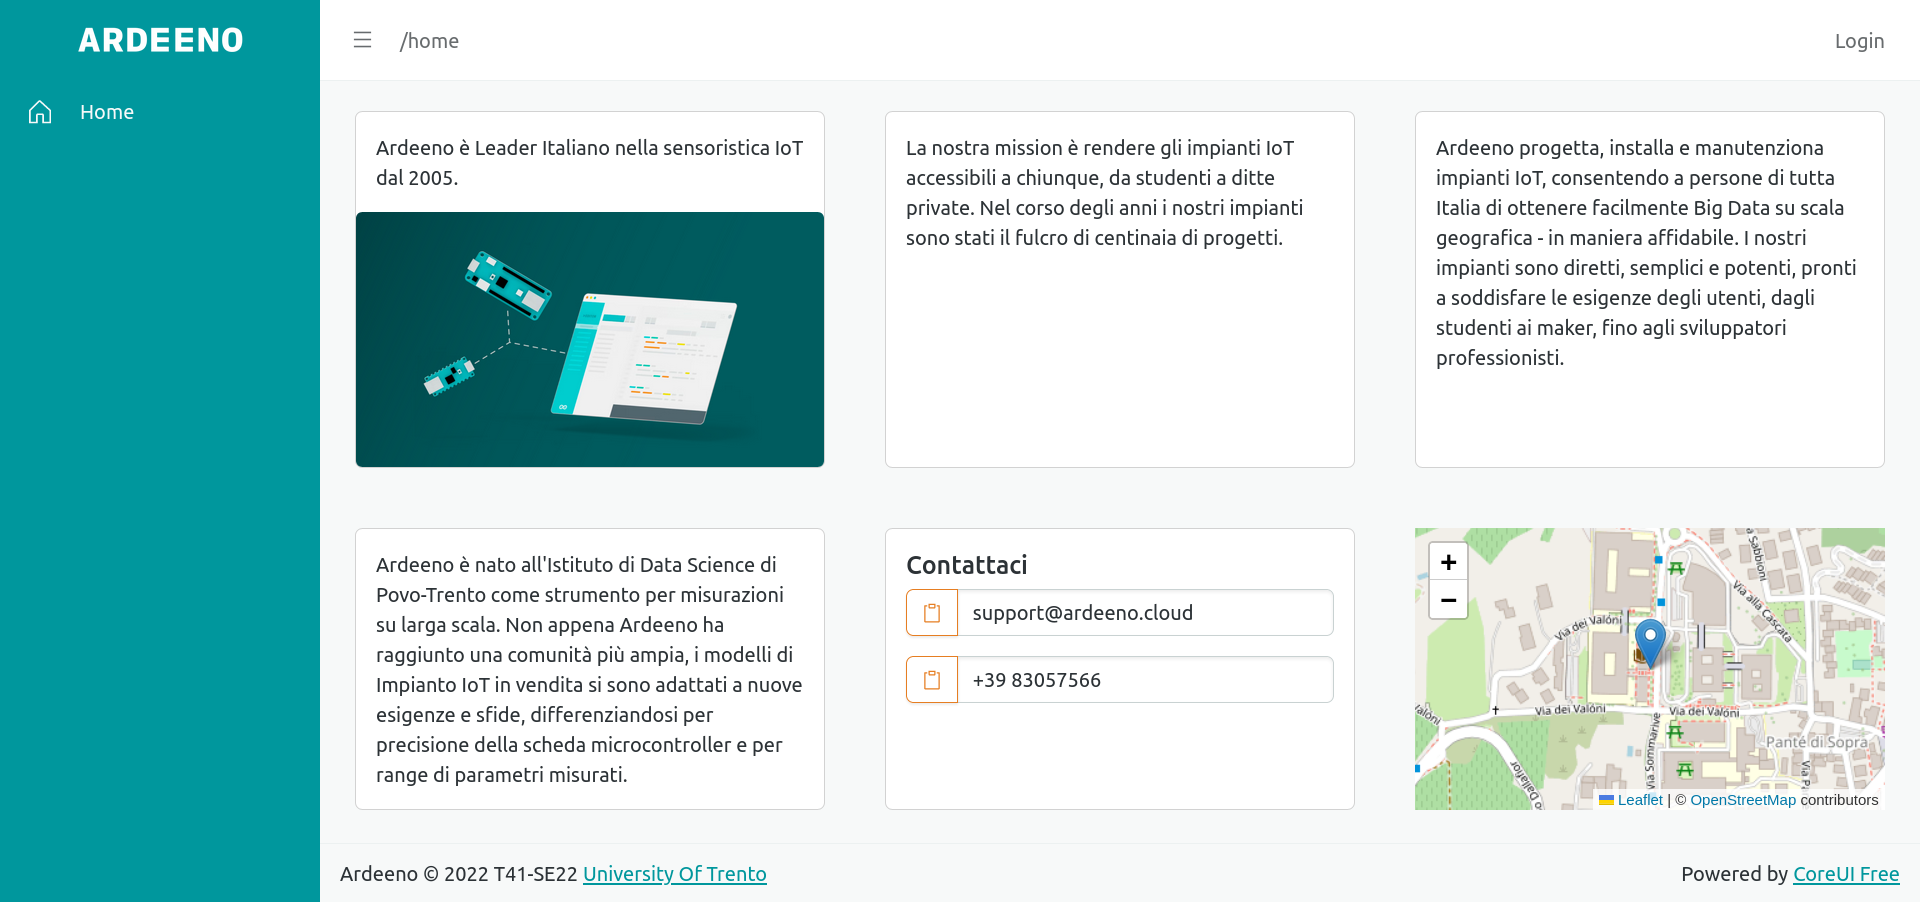 ARDEENO
Home
/home
Login
Ardeeno è Leader Italiano nella sensoristica IoT
dal 2005.
La nostra mission è rendere gli impianti IoT
accessibili a chiunque, da studenti a ditte
private. Nel corso degli anni i nostri impianti
sono stati il fulcro di centinaia di progetti.
Ardeeno progetta, installa e manutenziona
impianti IoT, consentendo a persone di tutta
Italia di ottenere facilmente Big Data su scala
geografica - in maniera affidabile. I nostri
impianti sono diretti, semplici e potenti, pronti
a soddisfare le esigenze degli utenti, dagli
studenti ai maker, fino agli sviluppatori
professionisti.
Ardeeno è nato all'Istituto di Data Science di
Povo-Trento come strumento per misurazioni
su larga scala. Non appena Ardeeno ha
raggiunto una comunità più ampia, i modelli di
Impianto IoT in vendita si sono adattati a nuove
esigenze e sfide, differenziandosi per
precisione della scheda microcontroller e per
range di parametri misurati.
Contattaci
support@ardeeno.cloud
+39 83057566
+
−
Sabbioni
Via alla Cascata
Via dei Valóni
Via dei Valóni
Via dei Valóni
Via Sommarive
Panté di Sopra
Leaflet | © OpenStreetMap contributors
Ardeeno © 2022 T41-SE22 University Of Trento
Powered by CoreUI Free